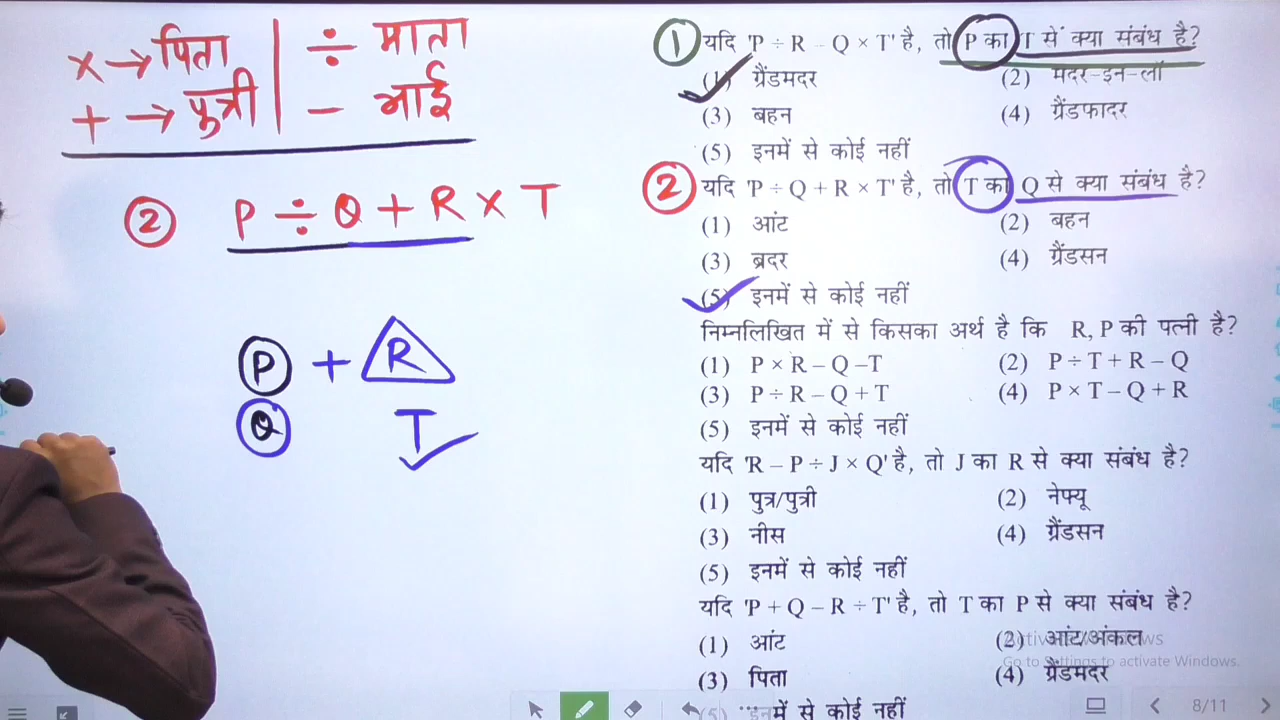 × → पिता | ÷ माता
+ → पुत्री | − भाई
② P ÷ Q + R × T
P + R
Q T
① यदि 'P ÷ R − Q × T' है, तो P का T से क्या संबंध है?
(1) ग्रैंडमदर (2) मदर-इन-लॉ
(3) बहन (4) ग्रैंडफादर
(5) इनमें से कोई नहीं
② यदि 'P ÷ Q + R × T' है, तो T का Q से क्या संबंध है?
(1) आंट (2) बहन
(3) ब्रदर (4) ग्रैंडसन
(5) इनमें से कोई नहीं
निम्नलिखित में से किसका अर्थ है कि R, P की पत्नी है?
(1) P × R − Q −T (2) P ÷ T + R − Q
(3) P ÷ R − Q + T (4) P × T − Q + R
(5) इनमें से कोई नहीं
यदि 'R − P ÷ J × Q' है, तो J का R से क्या संबंध है?
(1) पुत्र/पुत्री (2) नेफ्यू
(3) नीस (4) ग्रैंडसन
(5) इनमें से कोई नहीं
यदि 'P + Q − R ÷ T' है, तो T का P से क्या संबंध है?
(1) आंट (2) आंट/अंकल
(3) पिता (4) ग्रैंडमदर
(5) इनमें से कोई नहीं
Activate Windows
Go to Settings to activate Windows.
8/11